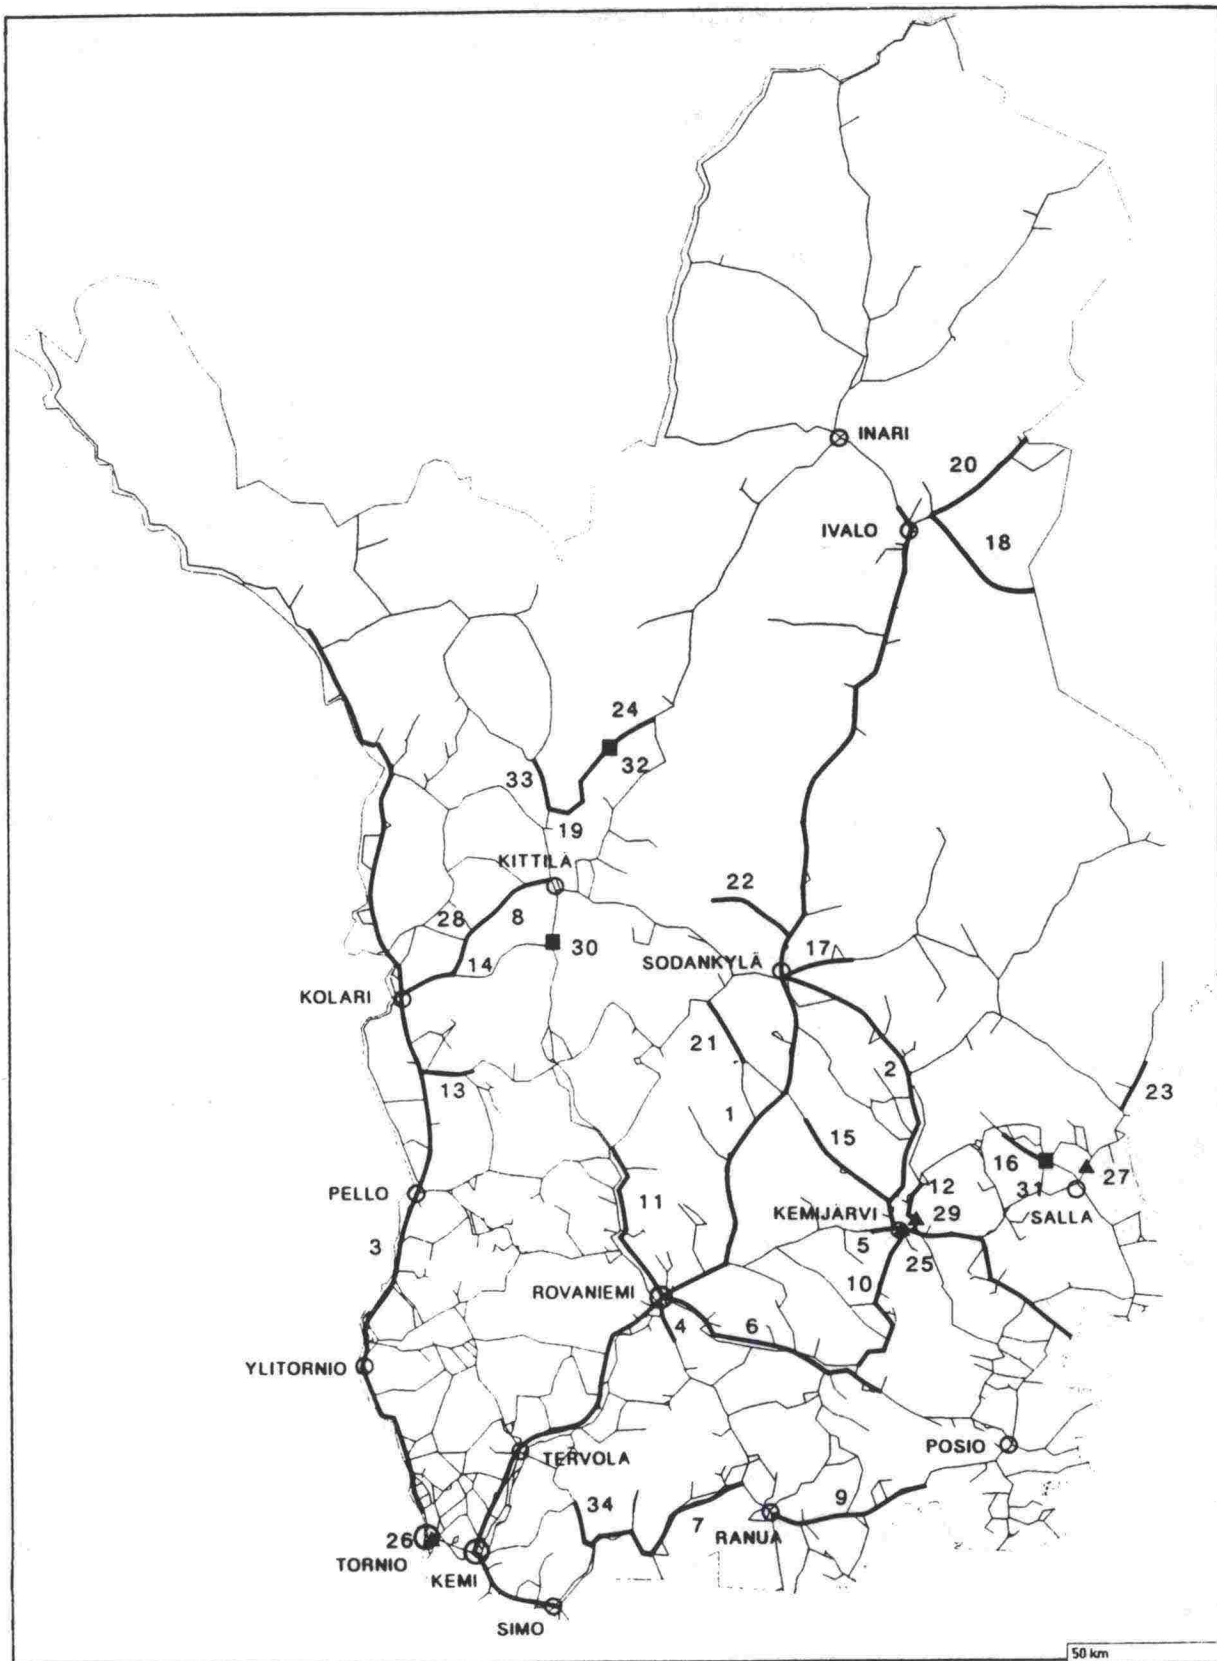 INARI
20
IVALO
18
24
32
33
19
KITTILÄ
22
8
28
30
17
SODANKYLÄ
14
KOLARI
21
2
13
23
1
15
16
27
12
31
PELLO
11
KEMIJÄRVI
29
SALLA
3
5
25
10
ROVANIEMI
4
6
YLITORNIO
POSIO
TERVOLA
9
34
7
RANUA
26
TORNIO
KEMI
SIMO
50 km